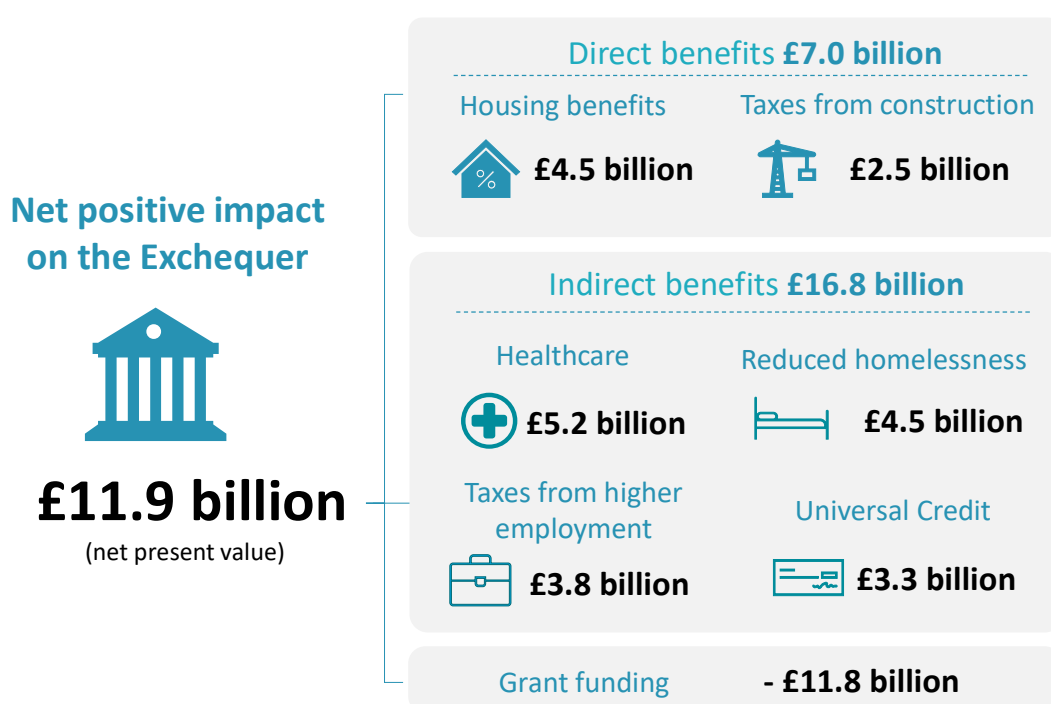 Net positive impact
on the Exchequer
£11.9 billion
(net present value)
Direct benefits £7.0 billion
Housing benefits
%
£4.5 billion
Taxes from construction
£2.5 billion
Indirect benefits £16.8 billion
Healthcare
£5.2 billion
Reduced homelessness
£4.5 billion
Taxes from higher
employment
£3.8 billion
Universal Credit
£3.3 billion
Grant funding - £11.8 billion